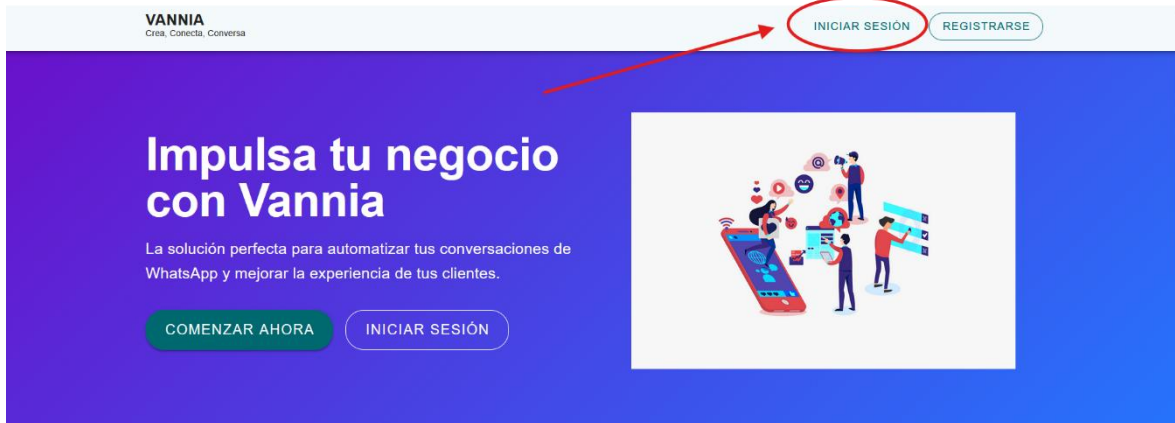 VANNIA
Crea, Conecta, Conversa
INICIAR SESIÓN
REGISTRARSE
Impulsa tu negocio
con Vannia
La solución perfecta para automatizar tus conversaciones de
WhatsApp y mejorar la experiencia de tus clientes.
COMENZAR AHORA
INICIAR SESIÓN
@